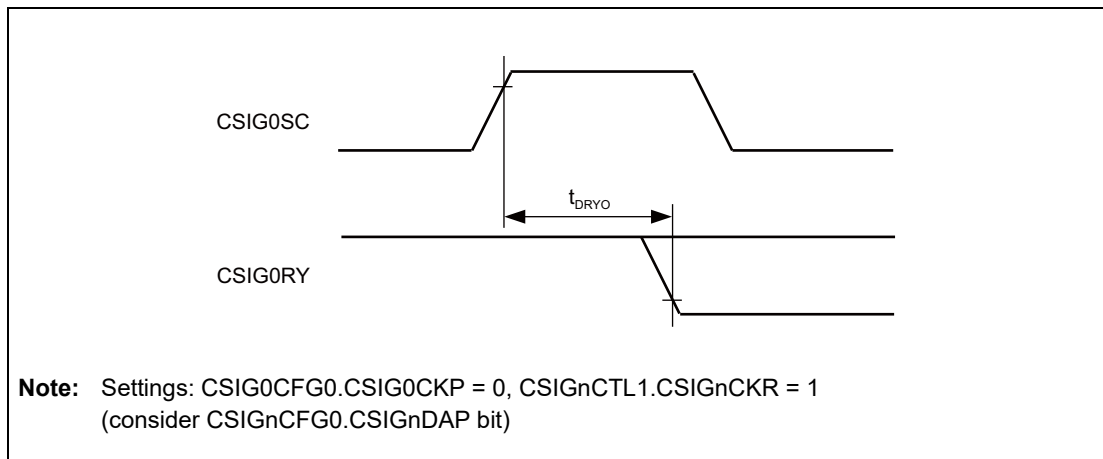 CSIG0SC
tDRYO
CSIG0RY
Note: Settings: CSIG0CFG0.CSIG0CKP = 0, CSIGnCTL1.CSIGnCKR = 1
(consider CSIGnCFG0.CSIGnDAP bit)